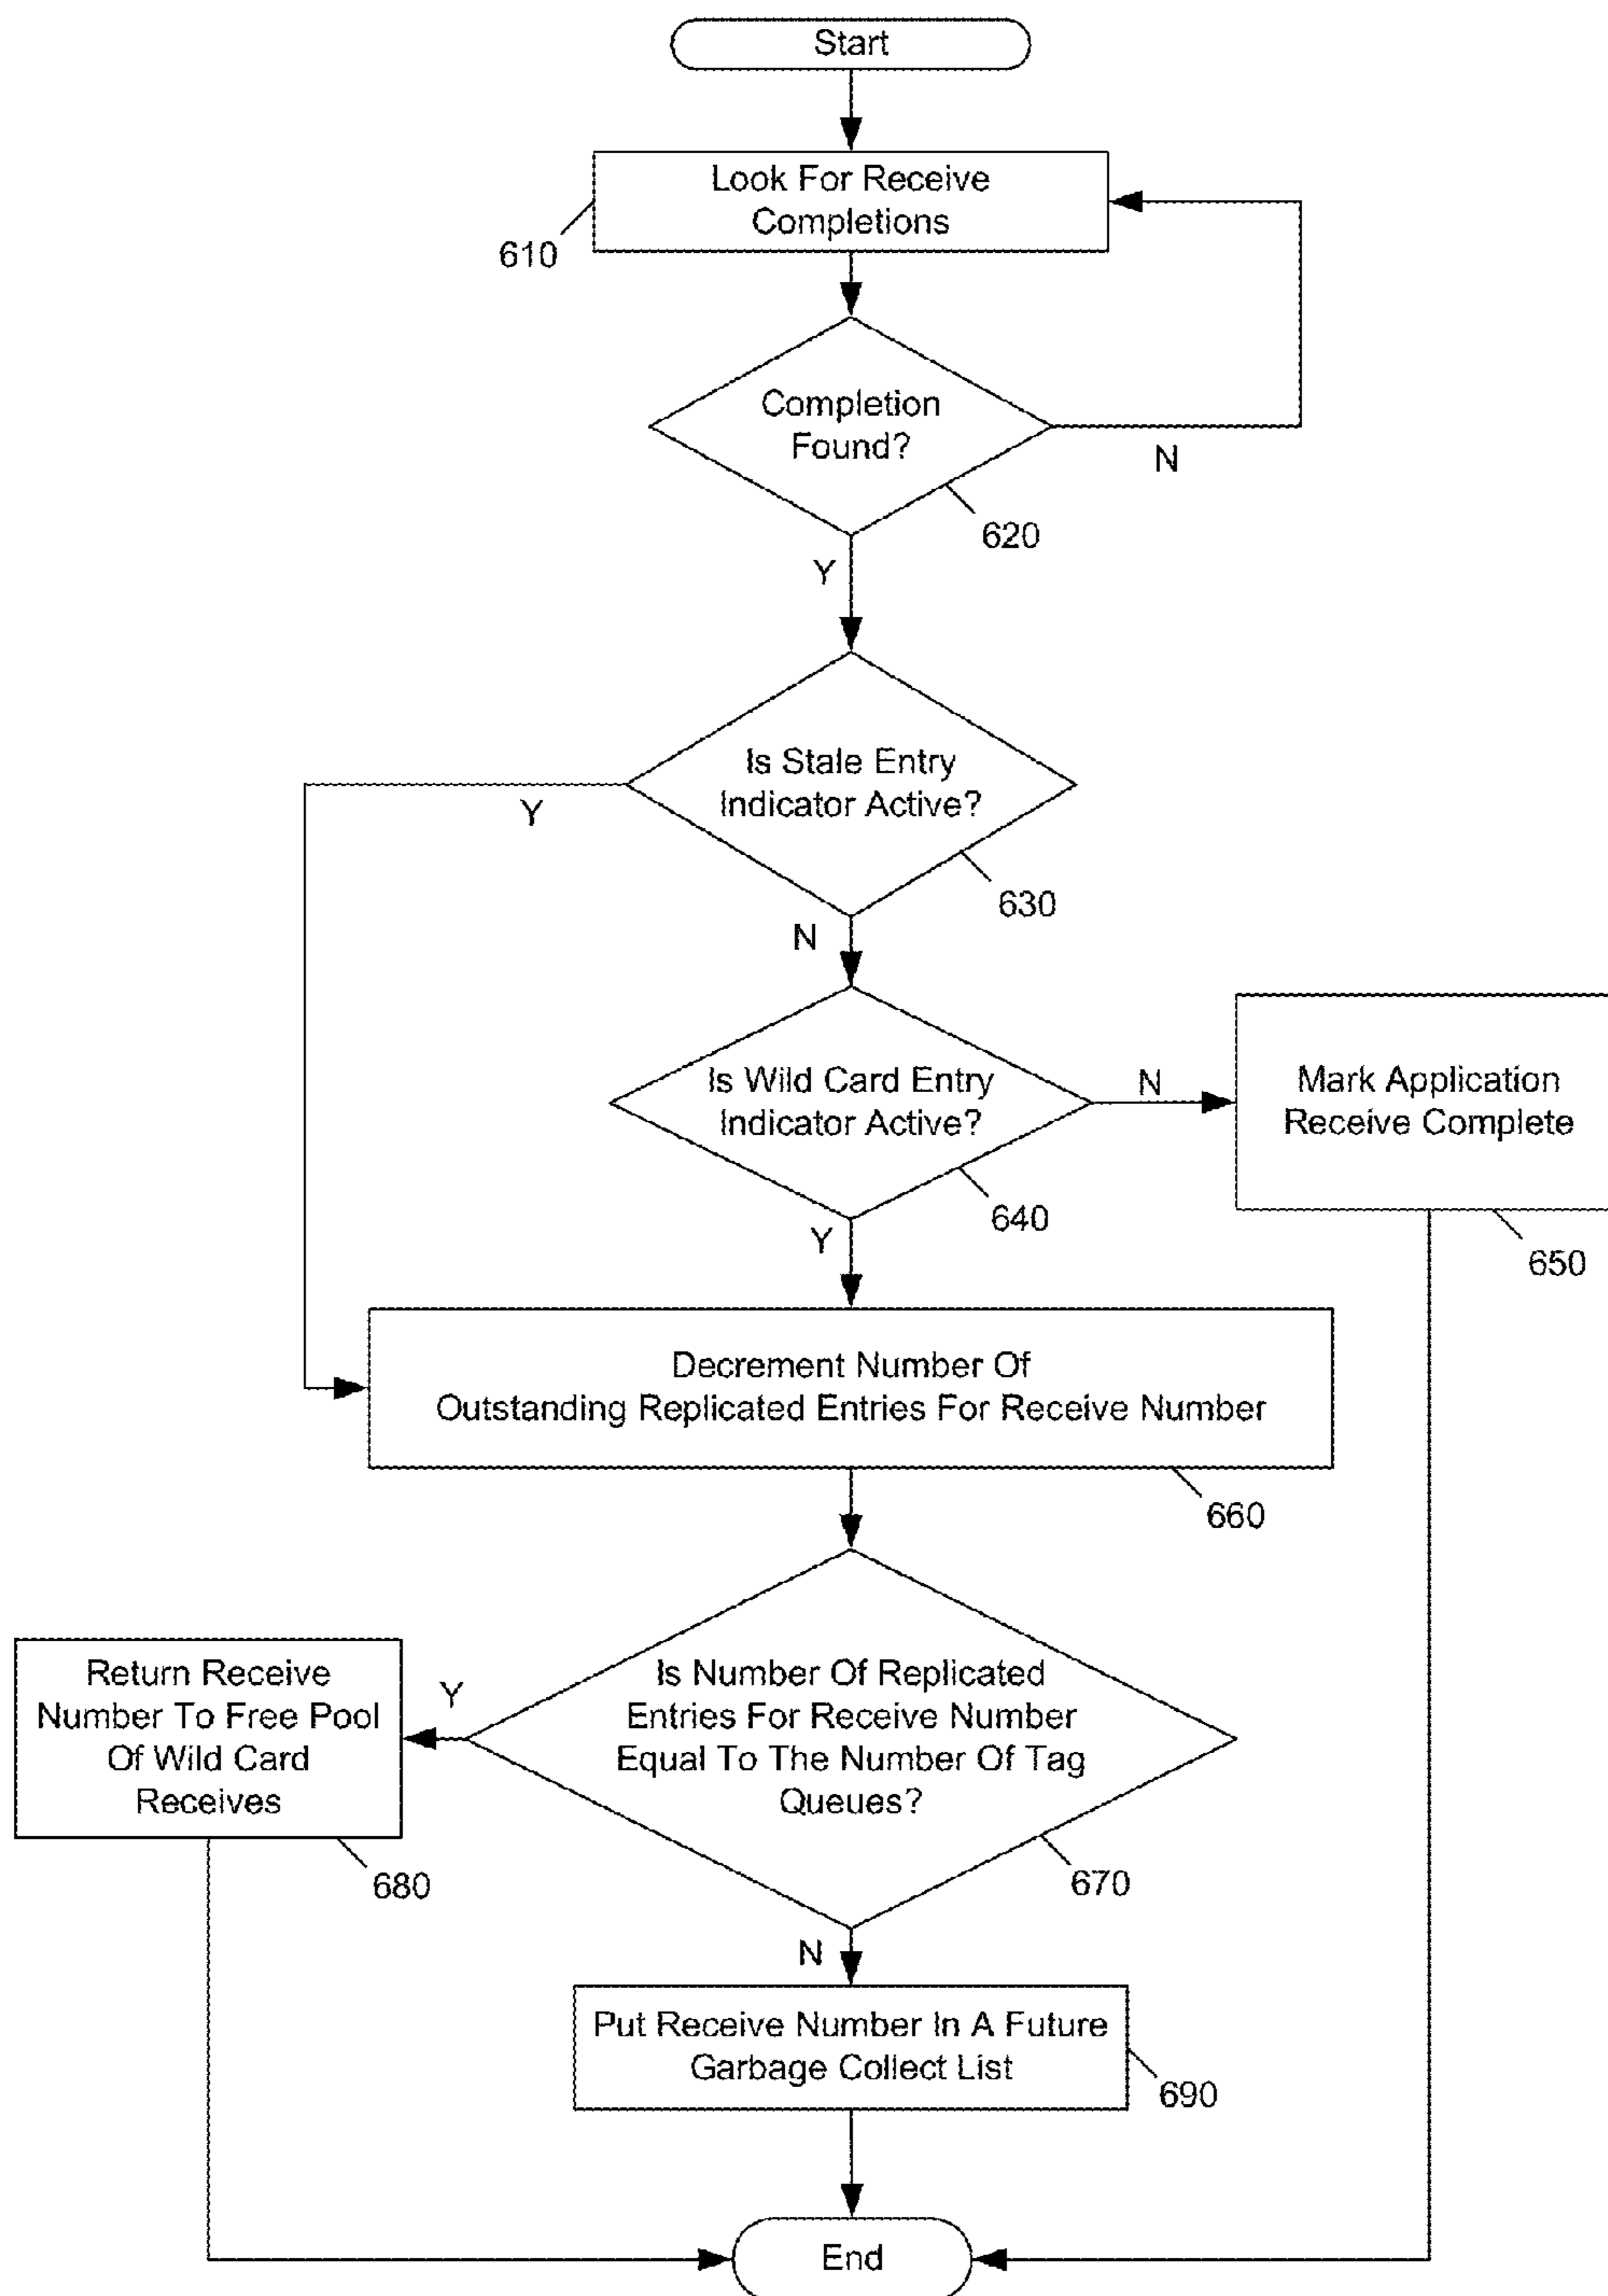 Start
Look For Receive
Completions
610
Completion
Found?
N
620
Y
Is Stale Entry
Indicator Active?
Y
630
N
Is Wild Card Entry
Indicator Active?
N
Mark Application
Receive Complete
640
Y
650
Decrement Number Of
Outstanding Replicated Entries For Receive Number
660
Return Receive
Number To Free Pool
Of Wild Card
Receives
Y
Is Number Of Replicated
Entries For Receive Number
Equal To The Number Of Tag
Queues?
680
670
N
Put Receive Number In A Future
Garbage Collect List
690
End